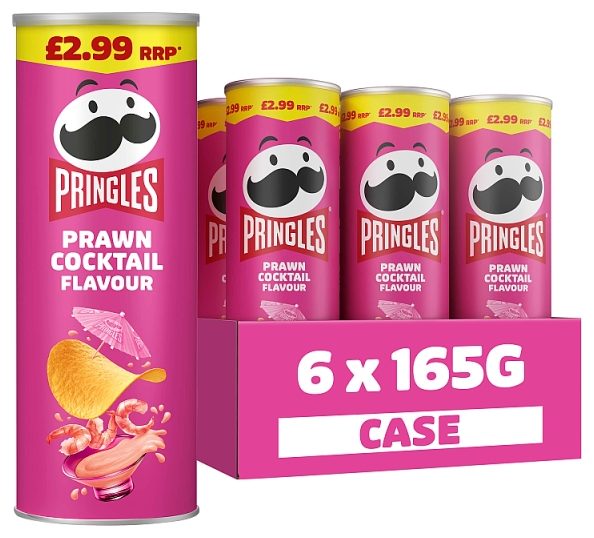 £2.99 RRP*
PRINGLES
PRAWN
COCKTAIL
FLAVOUR
PRINGLES
£2.99 RRP*
PRINGLES
PRAWN
COCKTAIL
FLAVOUR
£2.99 RRP*
PRINGLES
PRAWN
COCKTAIL
FLAVOUR
£2.99 RRP*
PRINGLES
PRAWN
COCKTAIL
FLAVOUR
6 x 165G
CASE